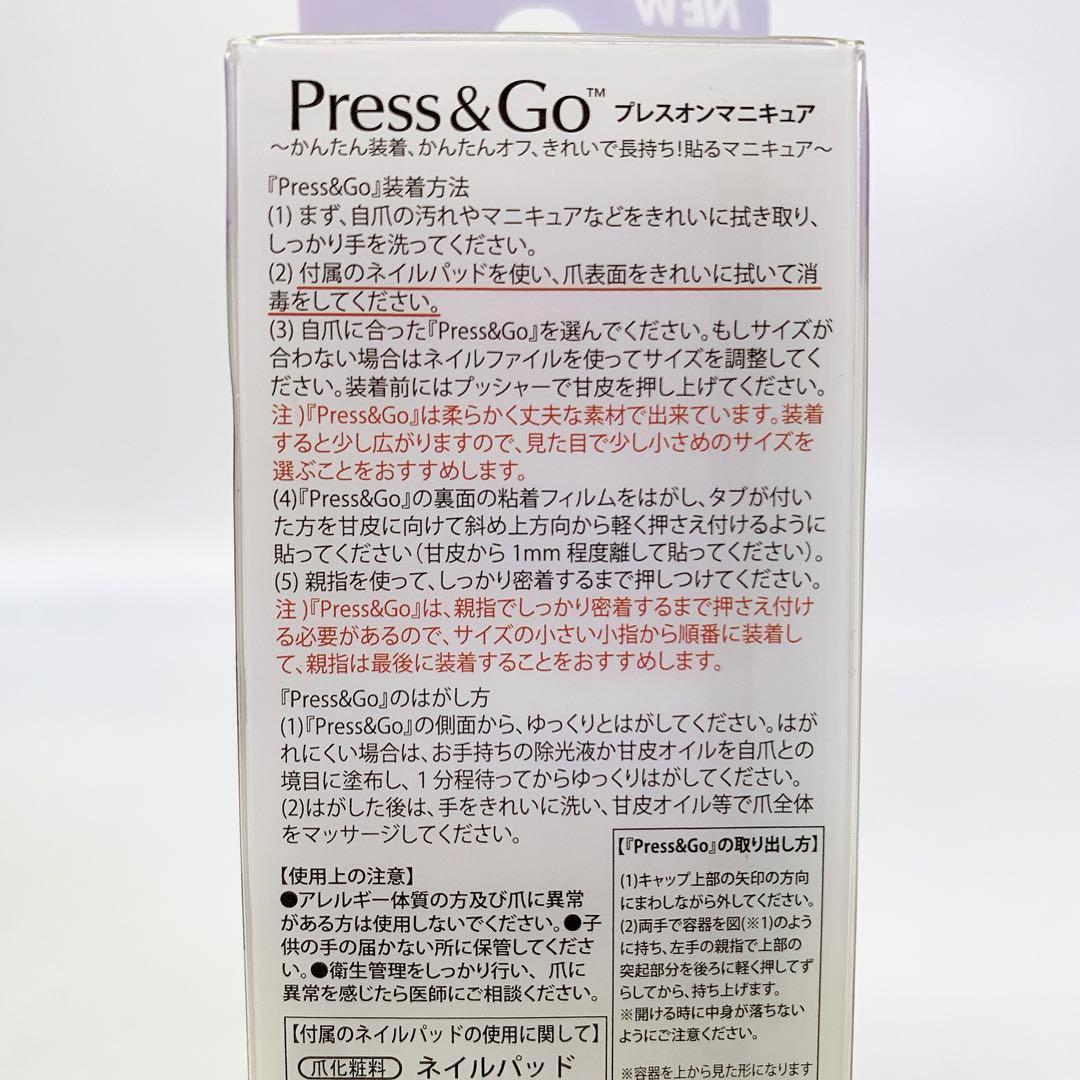 NEW
Press&Go™ プレスオンマニキュア
～かんたん装着、かんたんオフ、きれいで長持ち!貼るマニキュア～
『Press&Go』装着方法
(1) まず、自爪の汚れやマニキュアなどをきれいに拭き取り、
しっかり手を洗ってください。
(2) 付属のネイルパッドを使い、爪表面をきれいに拭いて消
毒をしてください。
(3) 自爪に合った『Press&Go』を選んでください。もしサイズが
合わない場合はネイルファイルを使ってサイズを調整してく
ださい。装着前にはプッシャーで甘皮を押し上げてください。
注 )『Press&Go』は柔らかく丈夫な素材で出来ています。装着
すると少し広がりますので、見た目で少し小さめのサイズを
選ぶことをおすすめします。
(4)『Press&Go』の裏面の粘着フィルムをはがし、タブが付い
た方を甘皮に向けて斜め上方向から軽く押さえ付けるように
貼ってください（甘皮から 1mm 程度離して貼ってください）。
(5) 親指を使って、しっかり密着するまで押しつけてください。
注 )『Press&Go』は、親指でしっかり密着するまで押さえ付け
る必要があるので、サイズの小さい小指から順番に装着し
て、親指は最後に装着することをおすすめします。
『Press&Go』のはがし方
(1)『Press&Go』の側面から、ゆっくりとはがしてください。はが
れにくい場合は、お手持ちの除光液か甘皮オイルを自爪との
境目に塗布し、１分程待ってからゆっくりはがしてください。
(2)はがした後は、手をきれいに洗い、甘皮オイル等で爪全体
をマッサージしてください。
【使用上の注意】
●アレルギー体質の方及び爪に異常
がある方は使用しないでください。●子
供の手の届かない所に保管してくださ
い。●衛生管理をしっかり行い、爪に
異常を感じたら医師にご相談ください。
【付属のネイルパッドの使用に関して】
爪化粧料 ネイルパッド
【『Press&Go』の取り出し方】
(1)キャップ上部の矢印の方向
にまわしながら外してください。
(2)両手で容器を図(※1)のよう
に持ち、左手の親指で上部の
突起部分を後ろに軽く押してず
らしてから、持ち上げます。
※開ける時に中身が落ちない
ようにご注意ください。
※容器を上から見た形になります